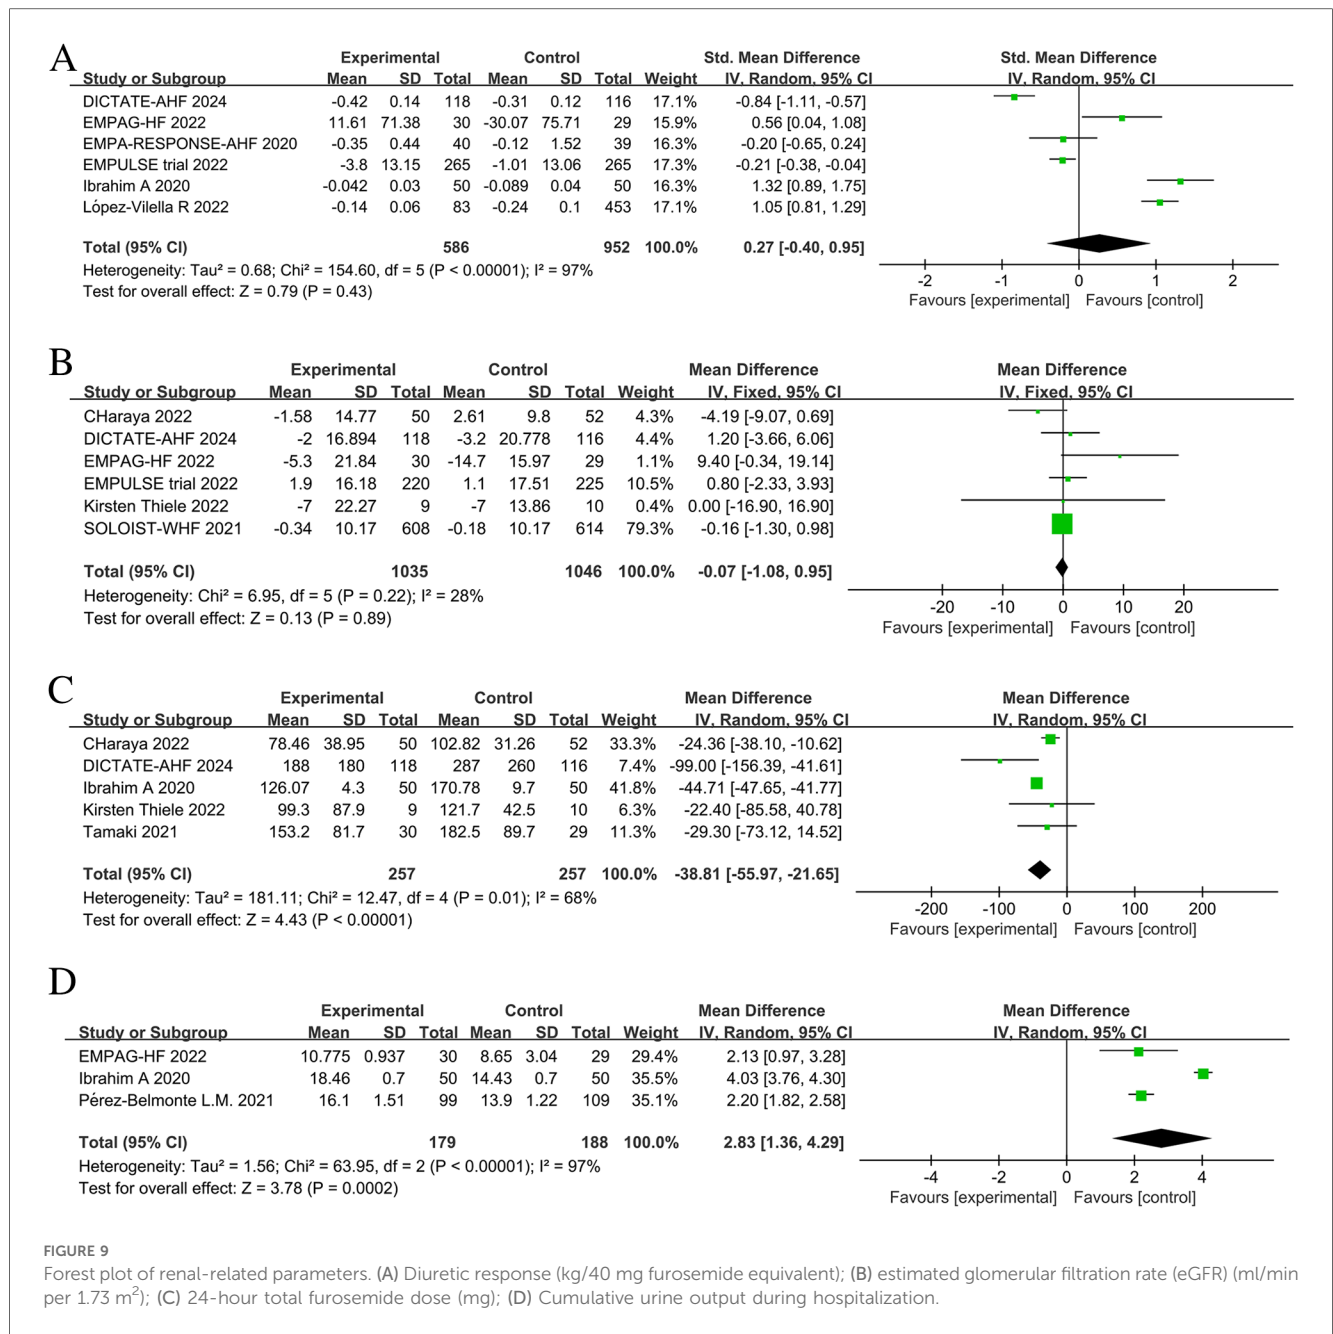 A
Experimental Control Std. Mean Difference Std. Mean Difference
Study or Subgroup Mean SD Total Mean SD Total Weight IV, Random, 95% CI IV, Random, 95% CI
DICTATE-AHF 2024 -0.42 0.14 118 -0.31 0.12 116 17.1% -0.84 [-1.11, -0.57]
EMPAG-HF 2022 11.61 71.38 30 -30.07 75.71 29 15.9% 0.56 [0.04, 1.08]
EMPA-RESPONSE-AHF 2020 -0.35 0.44 40 -0.12 1.52 39 16.3% -0.20 [-0.65, 0.24]
EMPULSE trial 2022 -3.8 13.15 265 -1.01 13.06 265 17.3% -0.21 [-0.38, -0.04]
Ibrahim A 2020 -0.042 0.03 50 -0.089 0.04 50 16.3% 1.32 [0.89, 1.75]
López-Vilella R 2022 -0.14 0.06 83 -0.24 0.1 453 17.1% 1.05 [0.81, 1.29]
Total (95% CI) 586 952 100.0% 0.27 [-0.40, 0.95]
Heterogeneity: Tau² = 0.68; Chi² = 154.60, df = 5 (P < 0.00001); I² = 97%
Test for overall effect: Z = 0.79 (P = 0.43)
-2 -1 0 1 2
Favours [experimental] Favours [control]
B
Experimental Control Mean Difference Mean Difference
Study or Subgroup Mean SD Total Mean SD Total Weight IV, Fixed, 95% CI IV, Fixed, 95% CI
CHaraya 2022 -1.58 14.77 50 2.61 9.8 52 4.3% -4.19 [-9.07, 0.69]
DICTATE-AHF 2024 -2 16.894 118 -3.2 20.778 116 4.4% 1.20 [-3.66, 6.06]
EMPAG-HF 2022 -5.3 21.84 30 -14.7 15.97 29 1.1% 9.40 [-0.34, 19.14]
EMPULSE trial 2022 1.9 16.18 220 1.1 17.51 225 10.5% 0.80 [-2.33, 3.93]
Kirsten Thiele 2022 -7 22.27 9 -7 13.86 10 0.4% 0.00 [-16.90, 16.90]
SOLOIST-WHF 2021 -0.34 10.17 608 -0.18 10.17 614 79.3% -0.16 [-1.30, 0.98]
Total (95% CI) 1035 1046 100.0% -0.07 [-1.08, 0.95]
Heterogeneity: Chi² = 6.95, df = 5 (P = 0.22); I² = 28%
Test for overall effect: Z = 0.13 (P = 0.89)
-20 -10 0 10 20
Favours [experimental] Favours [control]
C
Experimental Control Mean Difference Mean Difference
Study or Subgroup Mean SD Total Mean SD Total Weight IV, Random, 95% CI IV, Random, 95% CI
CHaraya 2022 78.46 38.95 50 102.82 31.26 52 33.3% -24.36 [-38.10, -10.62]
DICTATE-AHF 2024 188 180 118 287 260 116 7.4% -99.00 [-156.39, -41.61]
Ibrahim A 2020 126.07 4.3 50 170.78 9.7 50 41.8% -44.71 [-47.65, -41.77]
Kirsten Thiele 2022 99.3 87.9 9 121.7 42.5 10 6.3% -22.40 [-85.58, 40.78]
Tamaki 2021 153.2 81.7 30 182.5 89.7 29 11.3% -29.30 [-73.12, 14.52]
Total (95% CI) 257 257 100.0% -38.81 [-55.97, -21.65]
Heterogeneity: Tau² = 181.11; Chi² = 12.47, df = 4 (P = 0.01); I² = 68%
Test for overall effect: Z = 4.43 (P < 0.00001)
-200 -100 0 100 200
Favours [experimental] Favours [control]
D
Experimental Control Mean Difference Mean Difference
Study or Subgroup Mean SD Total Mean SD Total Weight IV, Random, 95% CI IV, Random, 95% CI
EMPAG-HF 2022 10.775 0.937 30 8.65 3.04 29 29.4% 2.13 [0.97, 3.28]
Ibrahim A 2020 18.46 0.7 50 14.43 0.7 50 35.5% 4.03 [3.76, 4.30]
Pérez-Belmonte L.M. 2021 16.1 1.51 99 13.9 1.22 109 35.1% 2.20 [1.82, 2.58]
Total (95% CI) 179 188 100.0% 2.83 [1.36, 4.29]
Heterogeneity: Tau² = 1.56; Chi² = 63.95, df = 2 (P < 0.00001); I² = 97%
Test for overall effect: Z = 3.78 (P = 0.0002)
-4 -2 0 2 4
Favours [experimental] Favours [control]
FIGURE 9
Forest plot of renal-related parameters. (A) Diuretic response (kg/40 mg furosemide equivalent); (B) estimated glomerular filtration rate (eGFR) (ml/min
per 1.73 m²); (C) 24-hour total furosemide dose (mg); (D) Cumulative urine output during hospitalization.